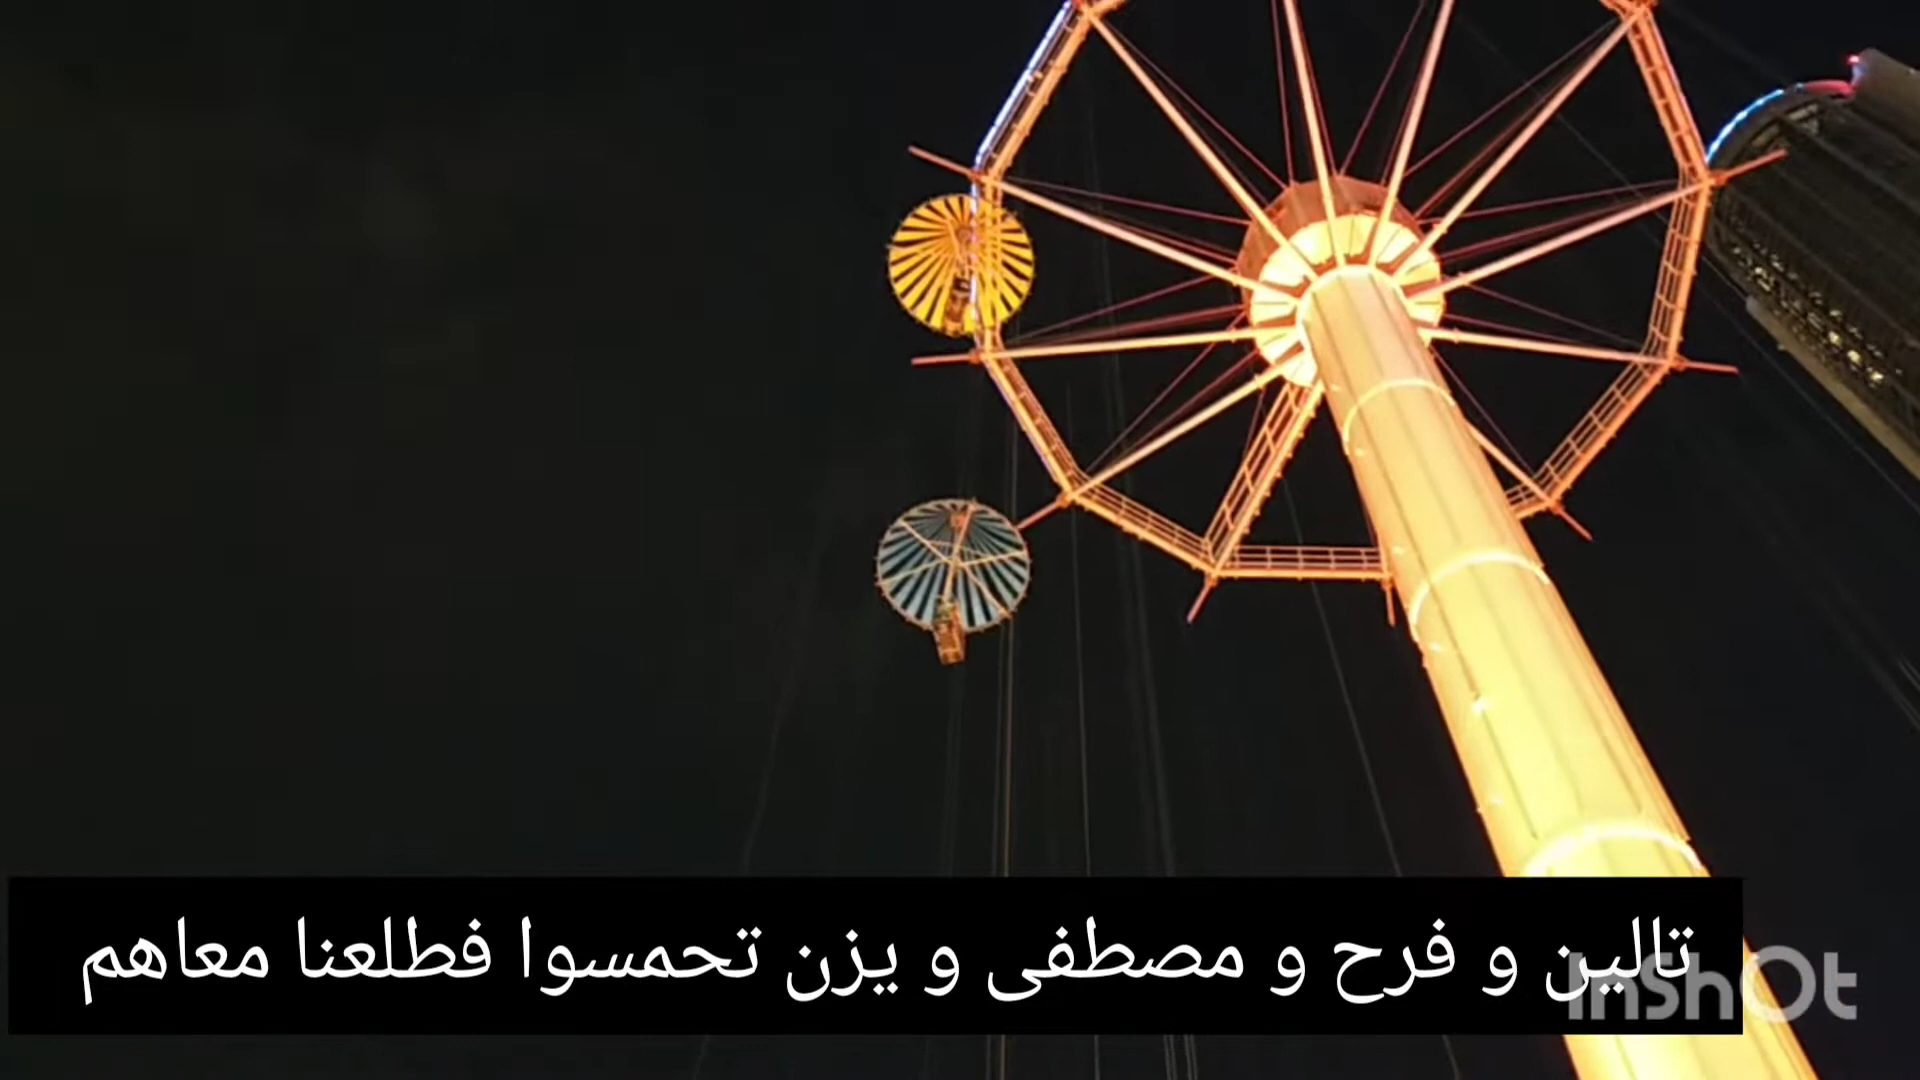 تالين و فرح و مصطفى و يزن تحمسوا فطلعنا معاهم
InShOt